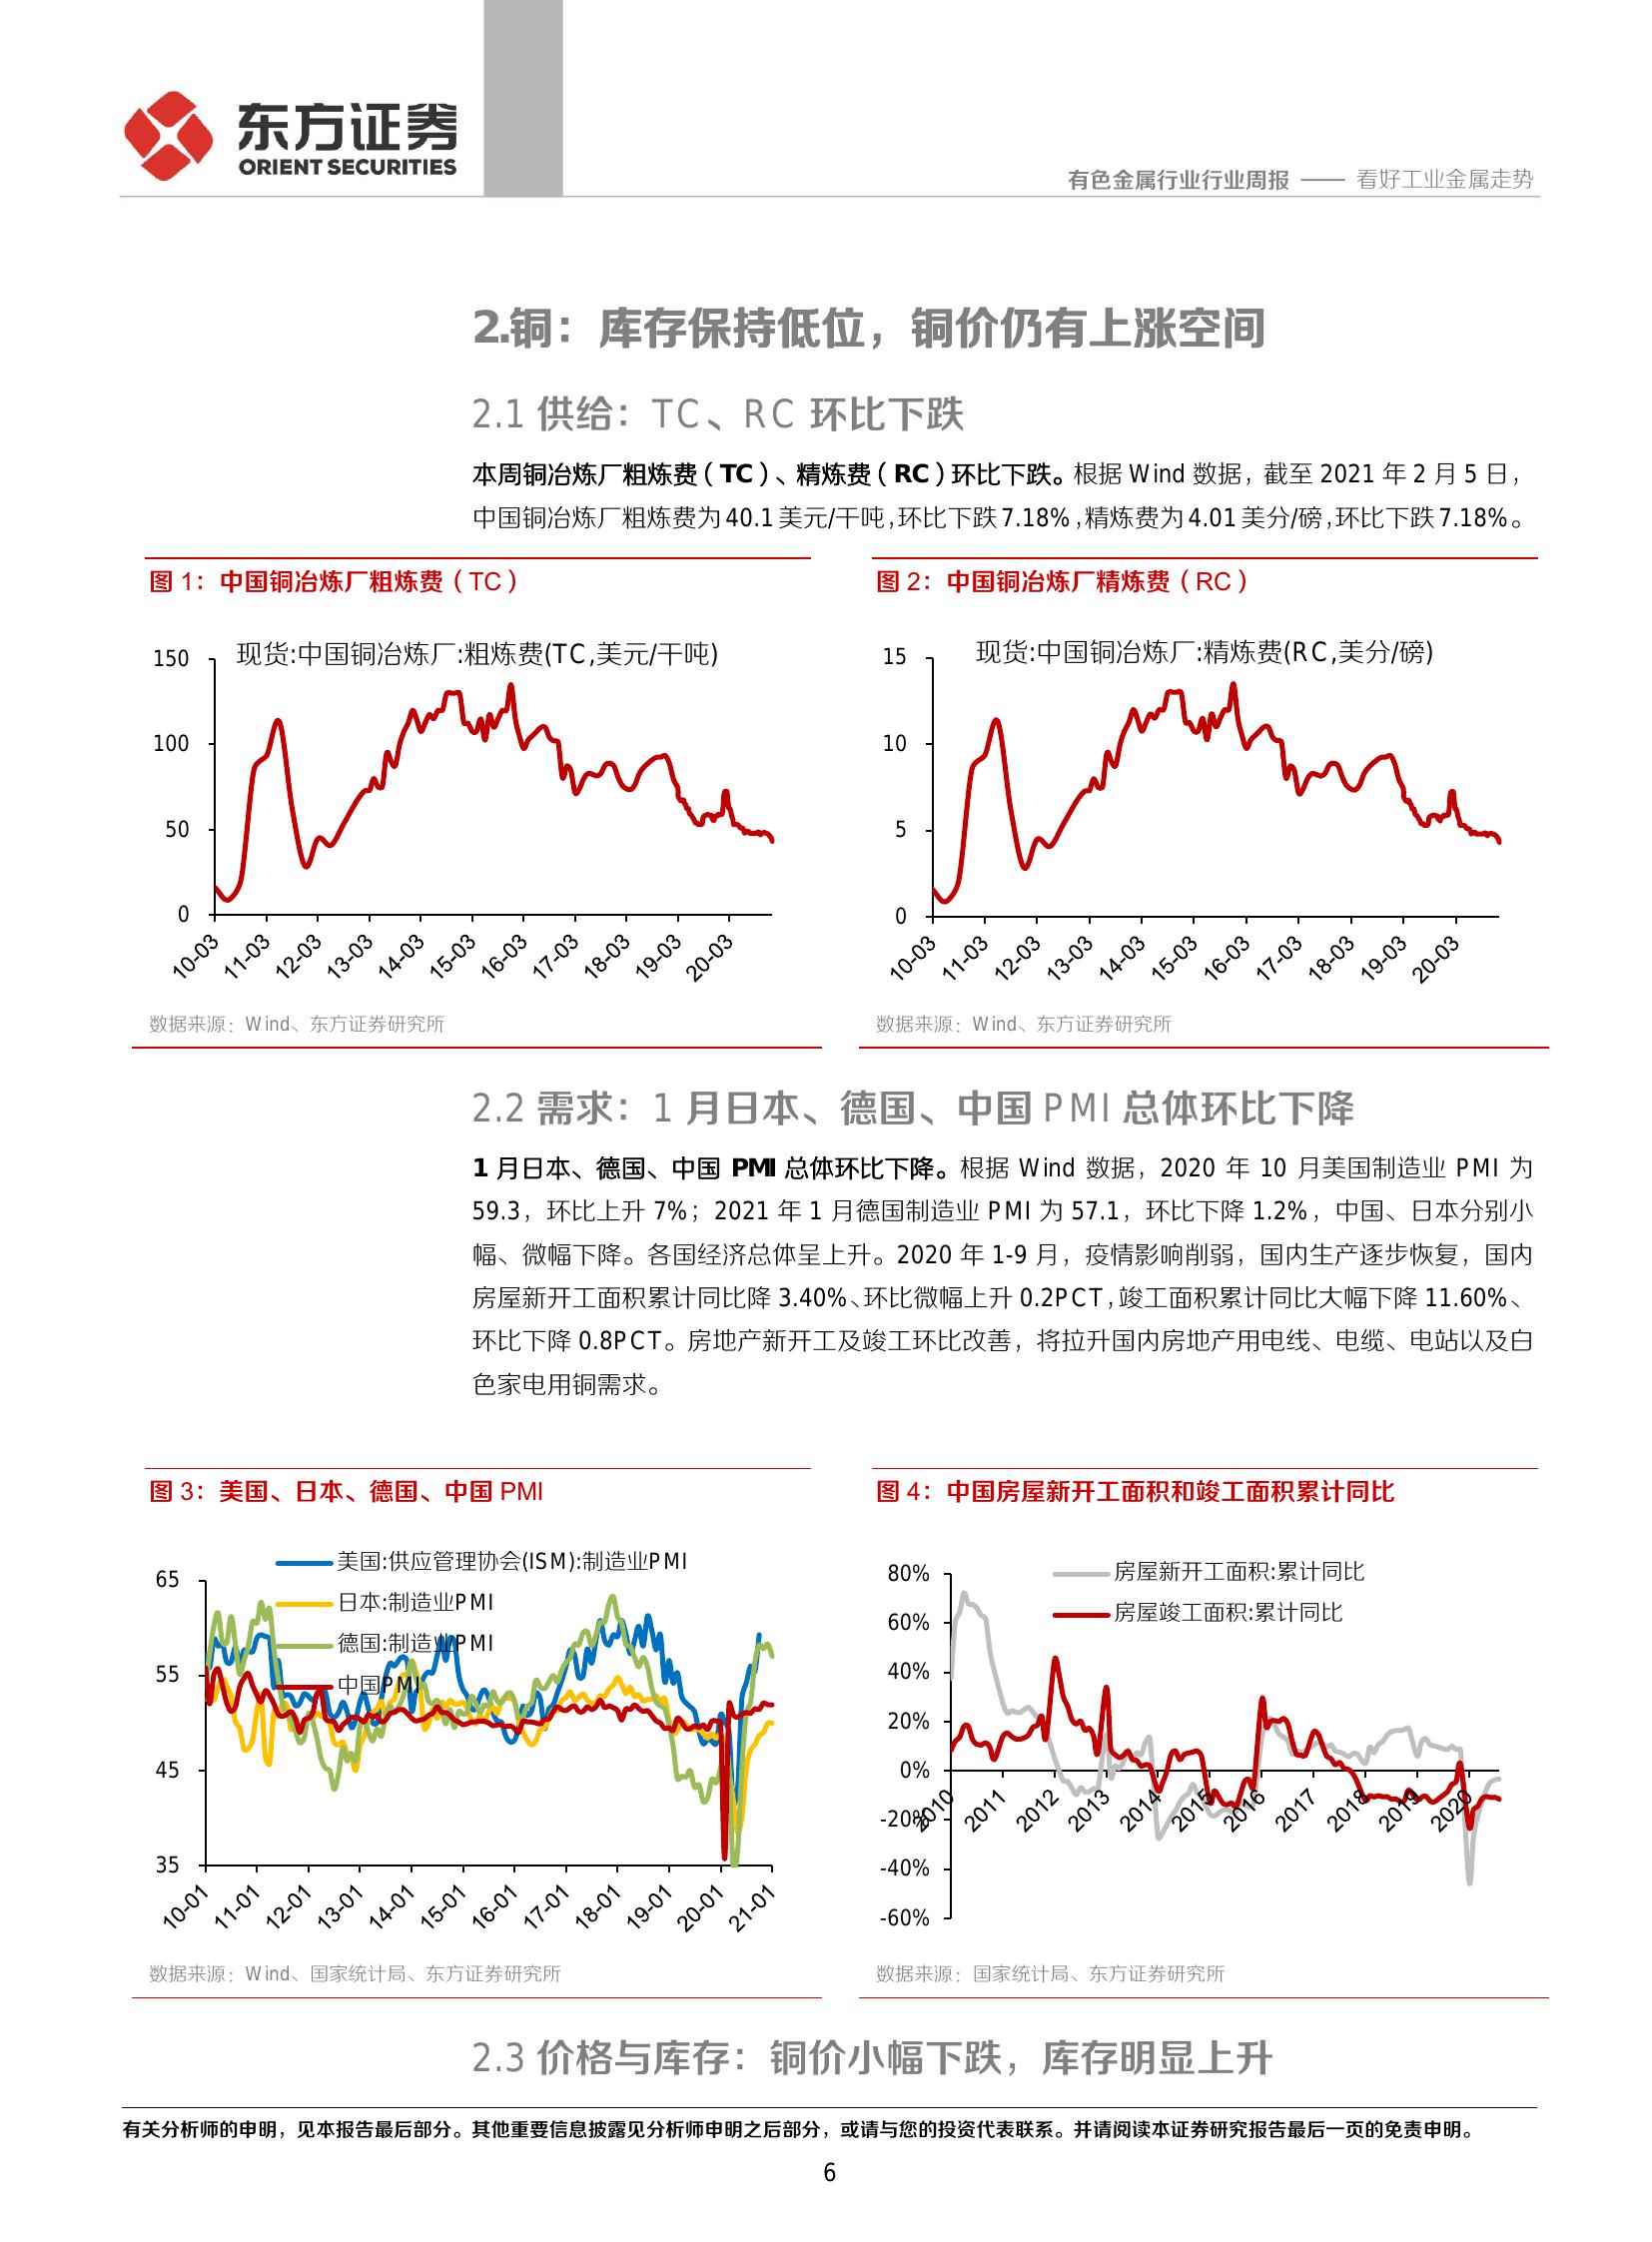 东方证券
ORIENT SECURITIES
有色金属行业行业周报 —— 看好工业金属走势
2.铜：库存保持低位，铜价仍有上涨空间
2.1 供给：TC、RC 环比下跌
本周铜冶炼厂粗炼费（TC）、精炼费（RC）环比下跌。根据 Wind 数据，截至 2021 年 2 月 5 日，
中国铜冶炼厂粗炼费为 40.1 美元/干吨，环比下跌 7.18%，精炼费为 4.01 美分/磅，环比下跌 7.18%。
图 1：中国铜冶炼厂粗炼费（TC）
现货:中国铜冶炼厂:粗炼费(TC,美元/干吨)
150
100
50
0
10-03 11-03 12-03 13-03 14-03 15-03 16-03 17-03 18-03 19-03 20-03
数据来源：Wind、东方证券研究所
图 2：中国铜冶炼厂精炼费（RC）
现货:中国铜冶炼厂:精炼费(RC,美分/磅)
15
10
5
0
10-03 11-03 12-03 13-03 14-03 15-03 16-03 17-03 18-03 19-03 20-03
数据来源：Wind、东方证券研究所
2.2 需求：1 月日本、德国、中国 PMI 总体环比下降
1 月日本、德国、中国 PMI 总体环比下降。根据 Wind 数据，2020 年 10 月美国制造业 PMI 为
59.3，环比上升 7%；2021 年 1 月德国制造业 PMI 为 57.1，环比下降 1.2%，中国、日本分别小
幅、微幅下降。各国经济总体呈上升。2020 年 1-9 月，疫情影响削弱，国内生产逐步恢复，国内
房屋新开工面积累计同比降 3.40%、环比微幅上升 0.2PCT，竣工面积累计同比大幅下降 11.60%、
环比下降 0.8PCT。房地产新开工及竣工环比改善，将拉升国内房地产用电线、电缆、电站以及白
色家电用铜需求。
图 3：美国、日本、德国、中国 PMI
美国:供应管理协会(ISM):制造业PMI
日本:制造业PMI
德国:制造业PMI
中国PMI
65
55
45
35
10-01 11-01 12-01 13-01 14-01 15-01 16-01 17-01 18-01 19-01 20-01 21-01
数据来源：Wind、国家统计局、东方证券研究所
图 4：中国房屋新开工面积和竣工面积累计同比
房屋新开工面积:累计同比
房屋竣工面积:累计同比
80%
60%
40%
20%
0%
-20%
-40%
-60%
2010 2011 2012 2013 2014 2015 2016 2017 2018 2019 2020
数据来源：国家统计局、东方证券研究所
2.3 价格与库存：铜价小幅下跌，库存明显上升
有关分析师的申明，见本报告最后部分。其他重要信息披露见分析师申明之后部分，或请与您的投资代表联系。并请阅读本证券研究报告最后一页的免责申明。
6